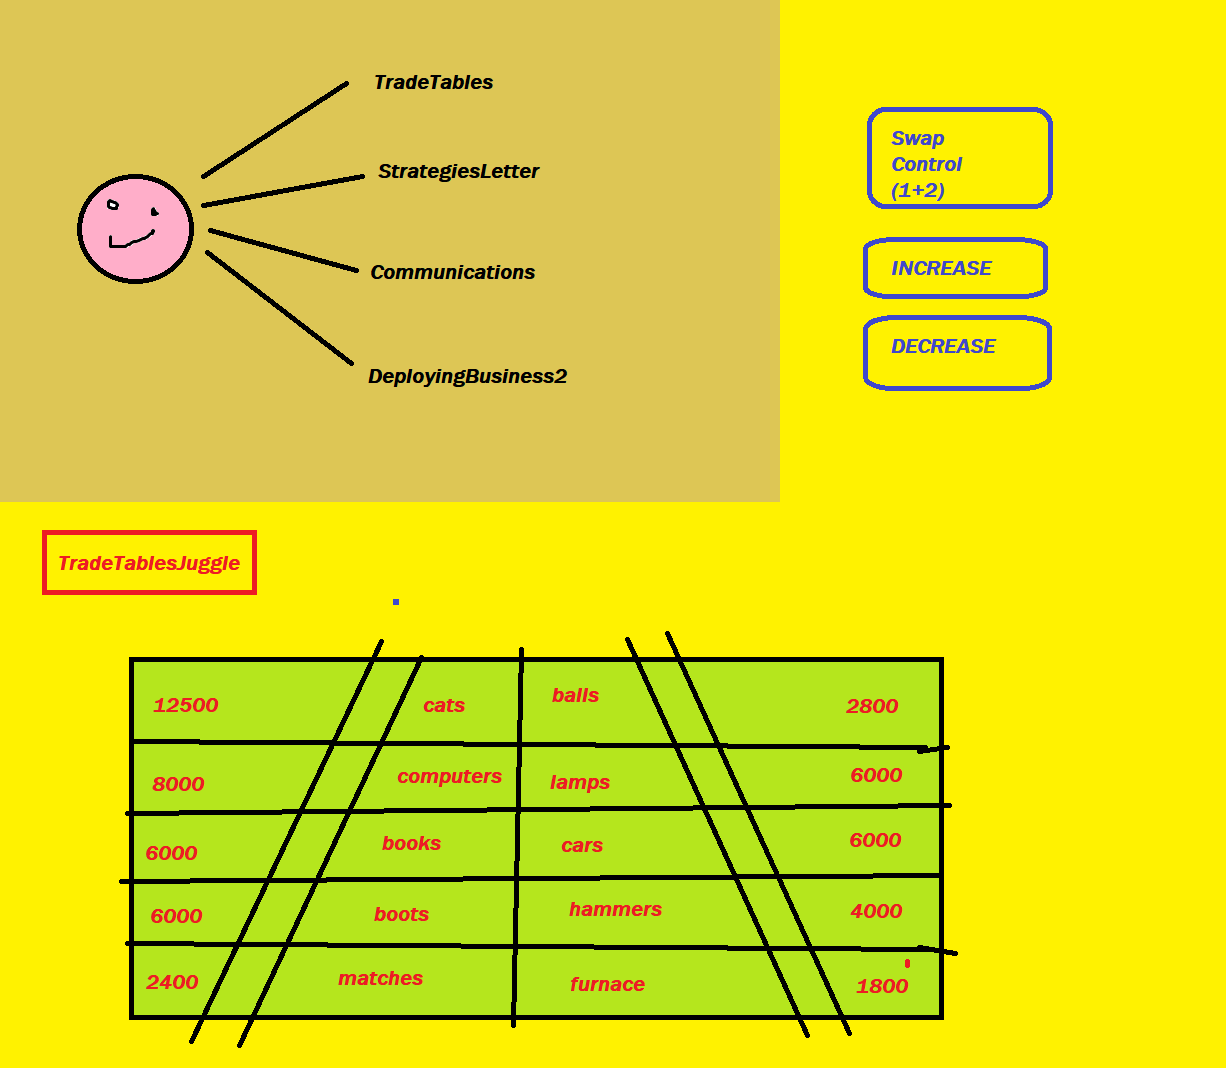 TradeTables
StrategiesLetter
Communications
DeployingBusiness2
Swap
Control
(1+2)
INCREASE
DECREASE
TradeTablesJuggle
12500 cats balls 2800
8000 computers lamps 6000
6000 books cars 6000
6000 boots hammers 4000
2400 matches furnace 1800